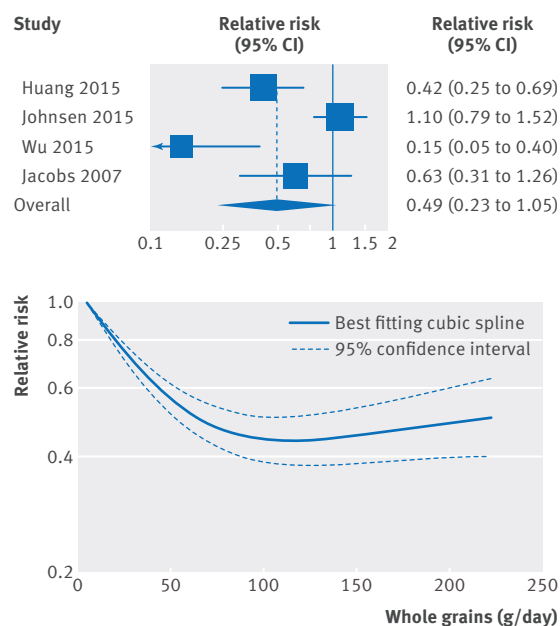 Study Relative risk Relative risk
(95% CI) (95% CI)
Huang 2015 0.42 (0.25 to 0.69)
Johnsen 2015 1.10 (0.79 to 1.52)
Wu 2015 0.15 (0.05 to 0.40)
Jacobs 2007 0.63 (0.31 to 1.26)
Overall 0.49 (0.23 to 1.05)
0.1 0.25 0.5 1 1.5 2
Relative risk
1.0
0.8
0.6
0.4
0.2
Best fitting cubic spline
95% confidence interval
0 50 100 150 200 250
Whole grains (g/day)